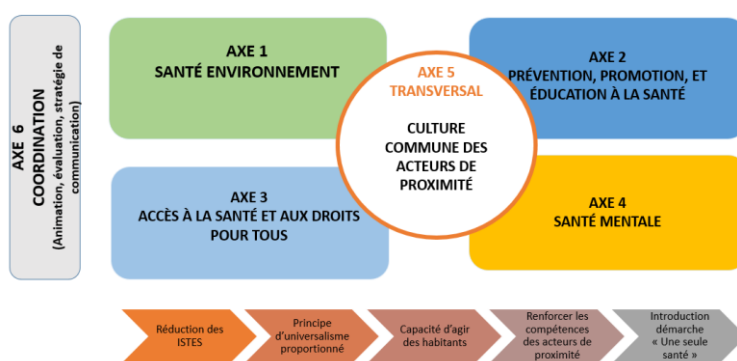 AXE 6
COORDINATION
(Animation, évaluation, stratégie de
communication)
AXE 1
SANTÉ ENVIRONNEMENT
AXE 2
PRÉVENTION, PROMOTION, ET
ÉDUCATION À LA SANTÉ
AXE 5
TRANSVERSAL
CULTURE
COMMUNE DES
ACTEURS DE
PROXIMITÉ
AXE 3
ACCÈS À LA SANTÉ ET AUX DROITS
POUR TOUS
AXE 4
SANTÉ MENTALE
Réduction des
ISTES
Principe
d'universalisme
proportionné
Capacité d'agir
des habitants
Renforcer les
compétences
des acteurs de
proximité
Introduction
démarche
« Une seule
santé »